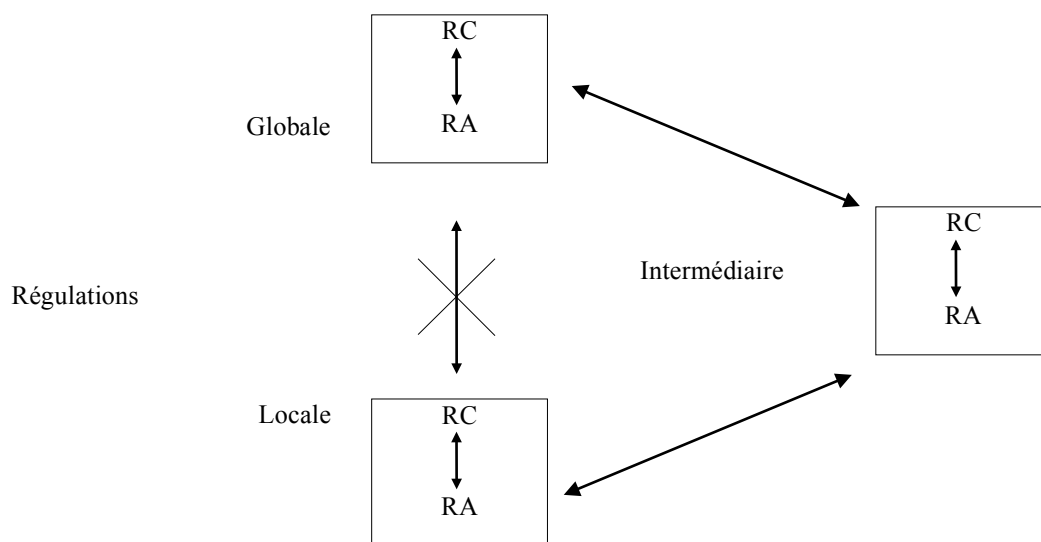 RC
RA
Globale
RC
Intermédiaire
Régulations
RA
Locale
RC
RA